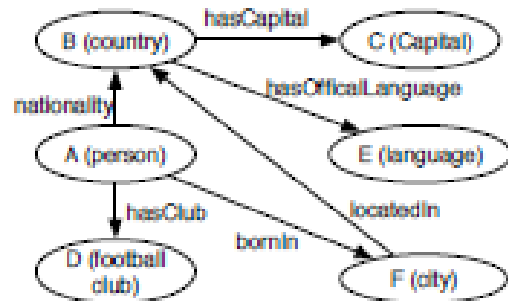 hasCapital
B (country)
C (Capital)
hasOfficalLanguage
nationality
A (person)
E (language)
hasClub
locatedIn
bornIn
D (football
club)
F (city)